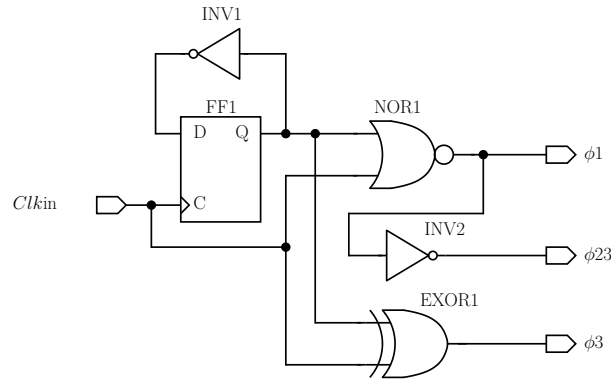 INV1
FF1
NOR1
D Q
ϕ1
Clkin
C
INV2
ϕ23
EXOR1
ϕ3